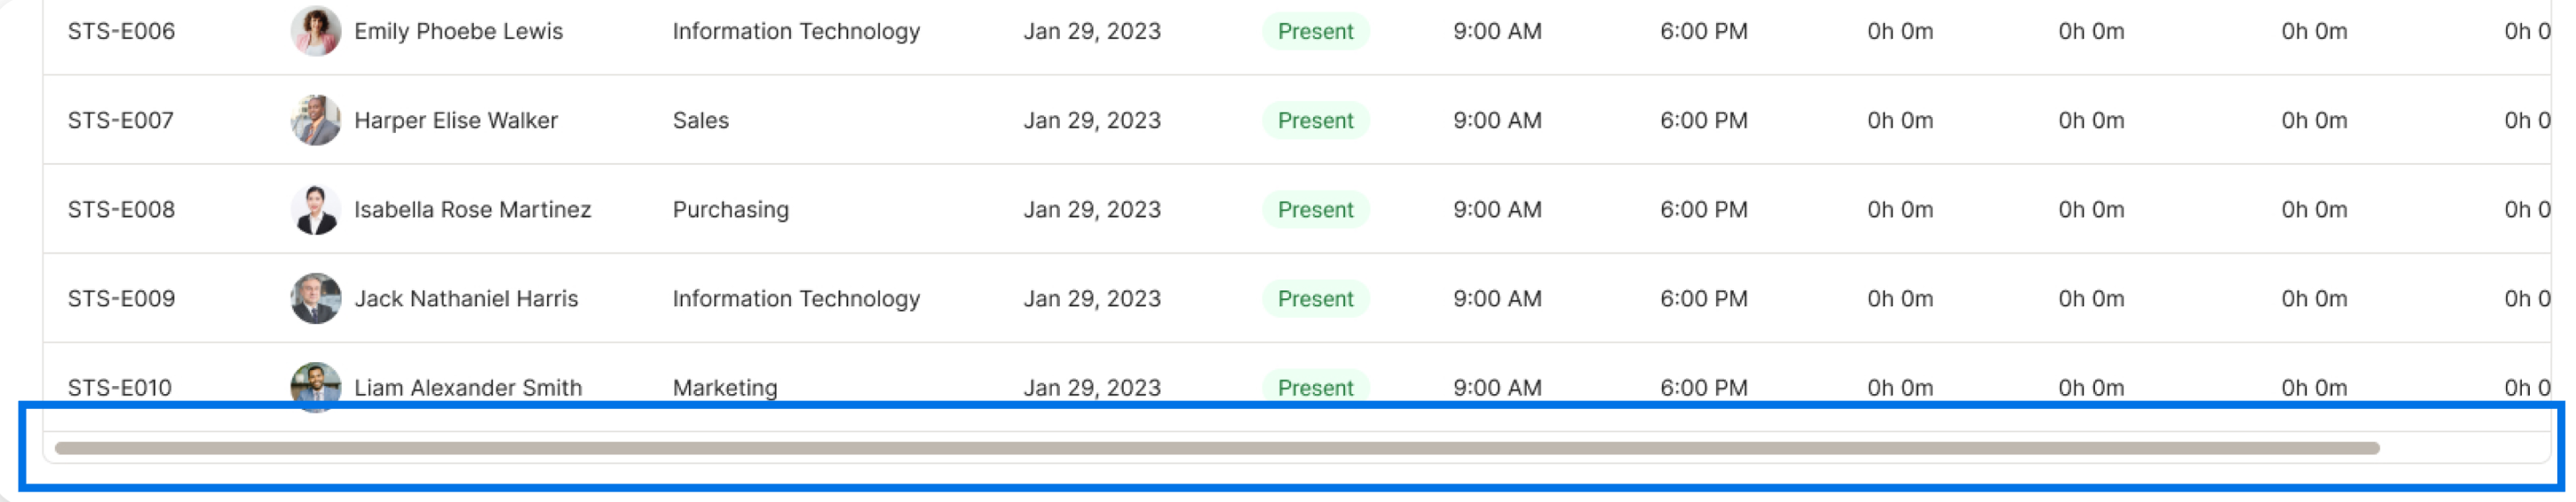 STS-E006 Emily Phoebe Lewis Information Technology Jan 29, 2023 Present 9:00 AM 6:00 PM 0h 0m 0h 0m 0h 0m 0h 0
STS-E007 Harper Elise Walker Sales Jan 29, 2023 Present 9:00 AM 6:00 PM 0h 0m 0h 0m 0h 0m 0h 0
STS-E008 Isabella Rose Martinez Purchasing Jan 29, 2023 Present 9:00 AM 6:00 PM 0h 0m 0h 0m 0h 0m 0h 0
STS-E009 Jack Nathaniel Harris Information Technology Jan 29, 2023 Present 9:00 AM 6:00 PM 0h 0m 0h 0m 0h 0m 0h 0
STS-E010 Liam Alexander Smith Marketing Jan 29, 2023 Present 9:00 AM 6:00 PM 0h 0m 0h 0m 0h 0m 0h 0